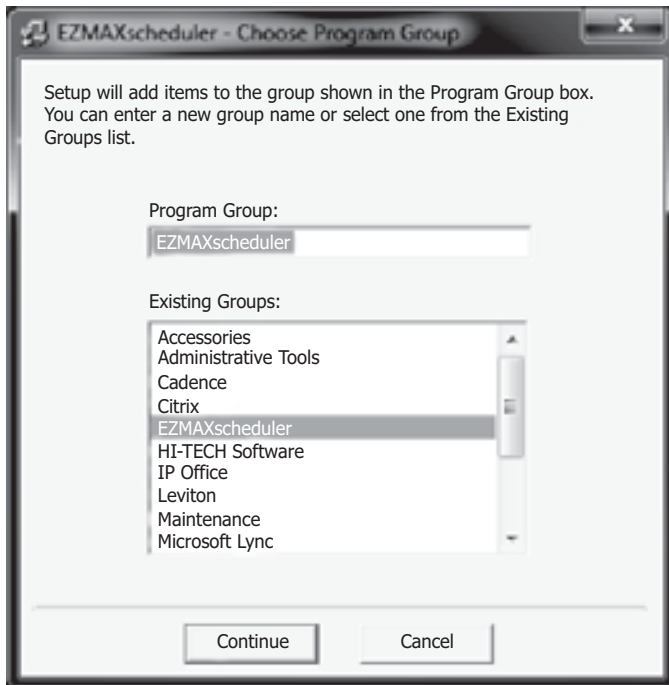 EZMAXscheduler - Choose Program Group
Setup will add items to the group shown in the Program Group box.
You can enter a new group name or select one from the Existing
Groups list.
Program Group:
EZMAXscheduler
Existing Groups:
Accessories
Administrative Tools
Cadence
Citrix
EZMAXscheduler
HI-TECH Software
IP Office
Leviton
Maintenance
Microsoft Lync
Continue
Cancel